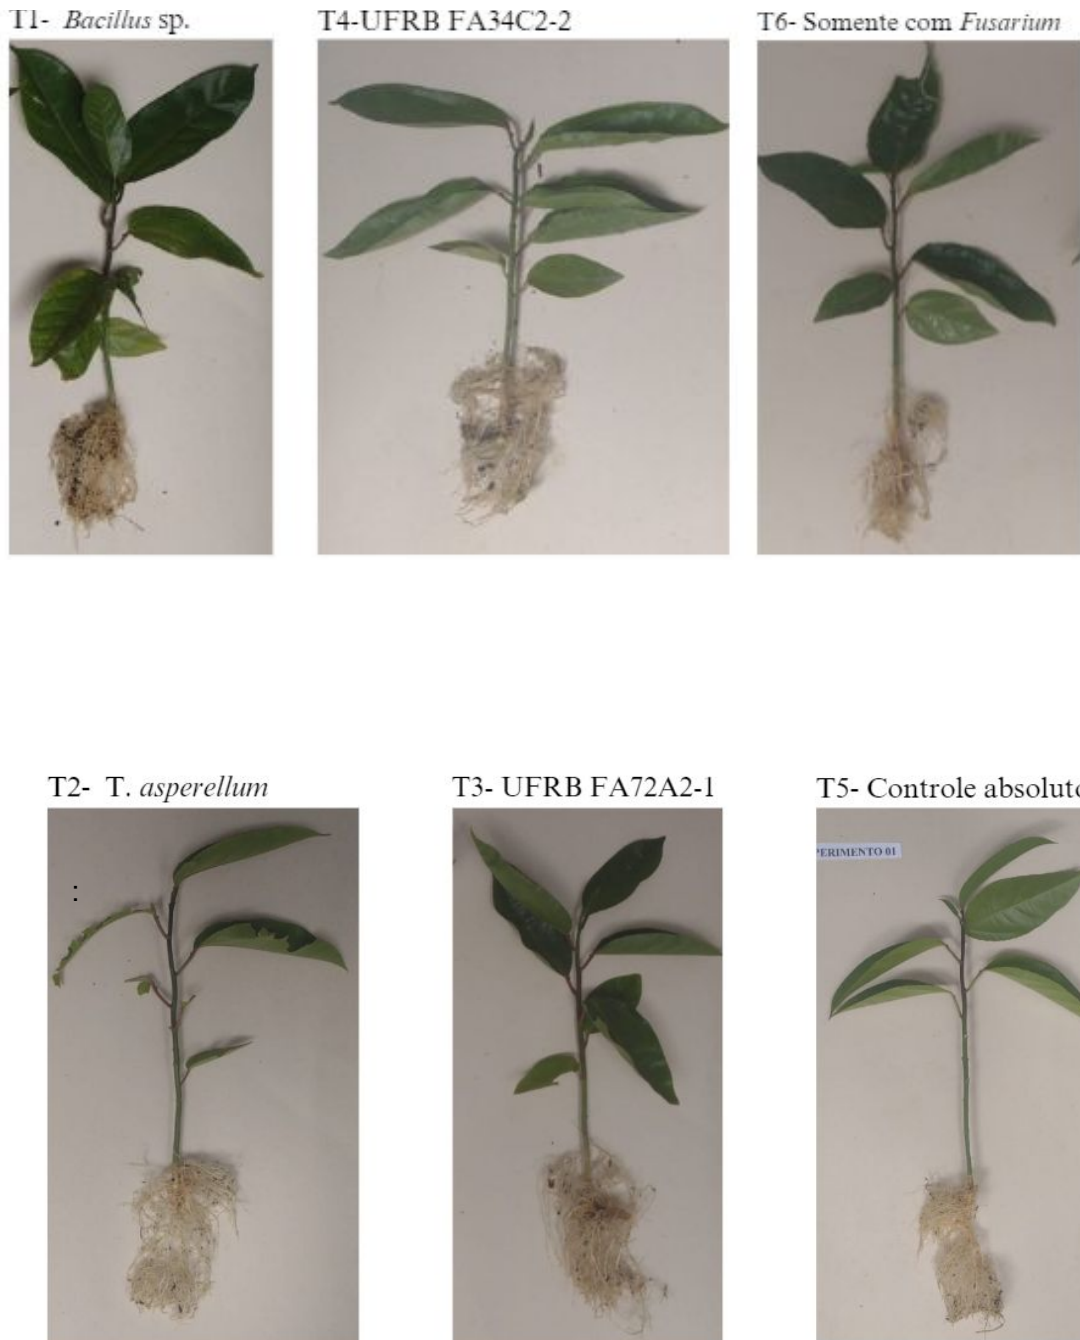 T1- Bacillus sp.
T4-UFRB FA34C2-2
T6- Somente com Fusarium
T2- T. asperellum
T3- UFRB FA72A2-1
T5- Controle absoluto
:
PERIMENTO 01